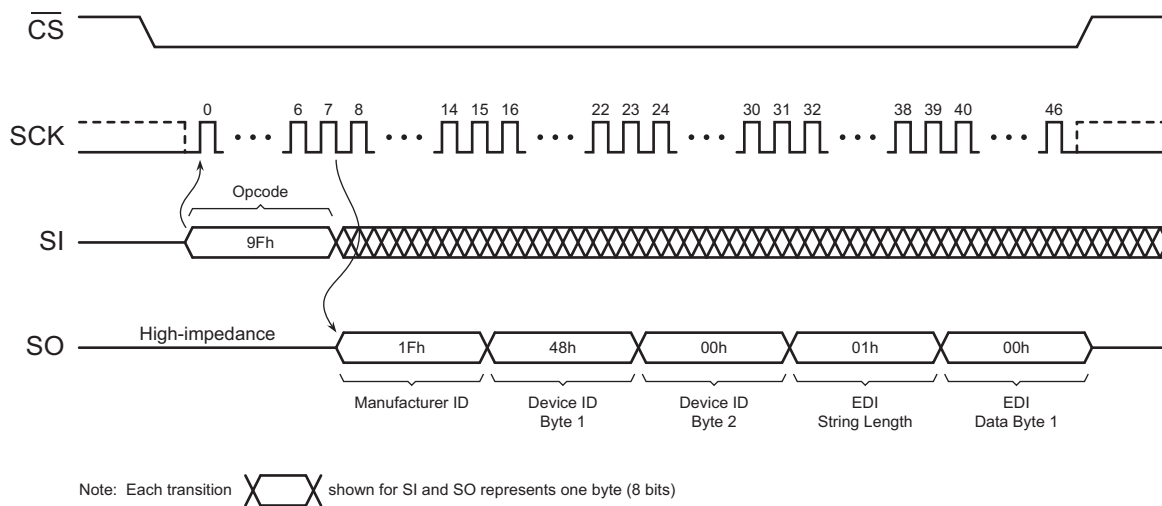 CS
0 6 7 8 14 15 16 22 23 24 30 31 32 38 39 40 46
SCK
Opcode
SI
9Fh
High-impedance
SO
1Fh 48h 00h 01h 00h
Manufacturer ID Device ID Device ID EDI EDI
Byte 1 Byte 2 String Length Data Byte 1
Note: Each transition shown for SI and SO represents one byte (8 bits)